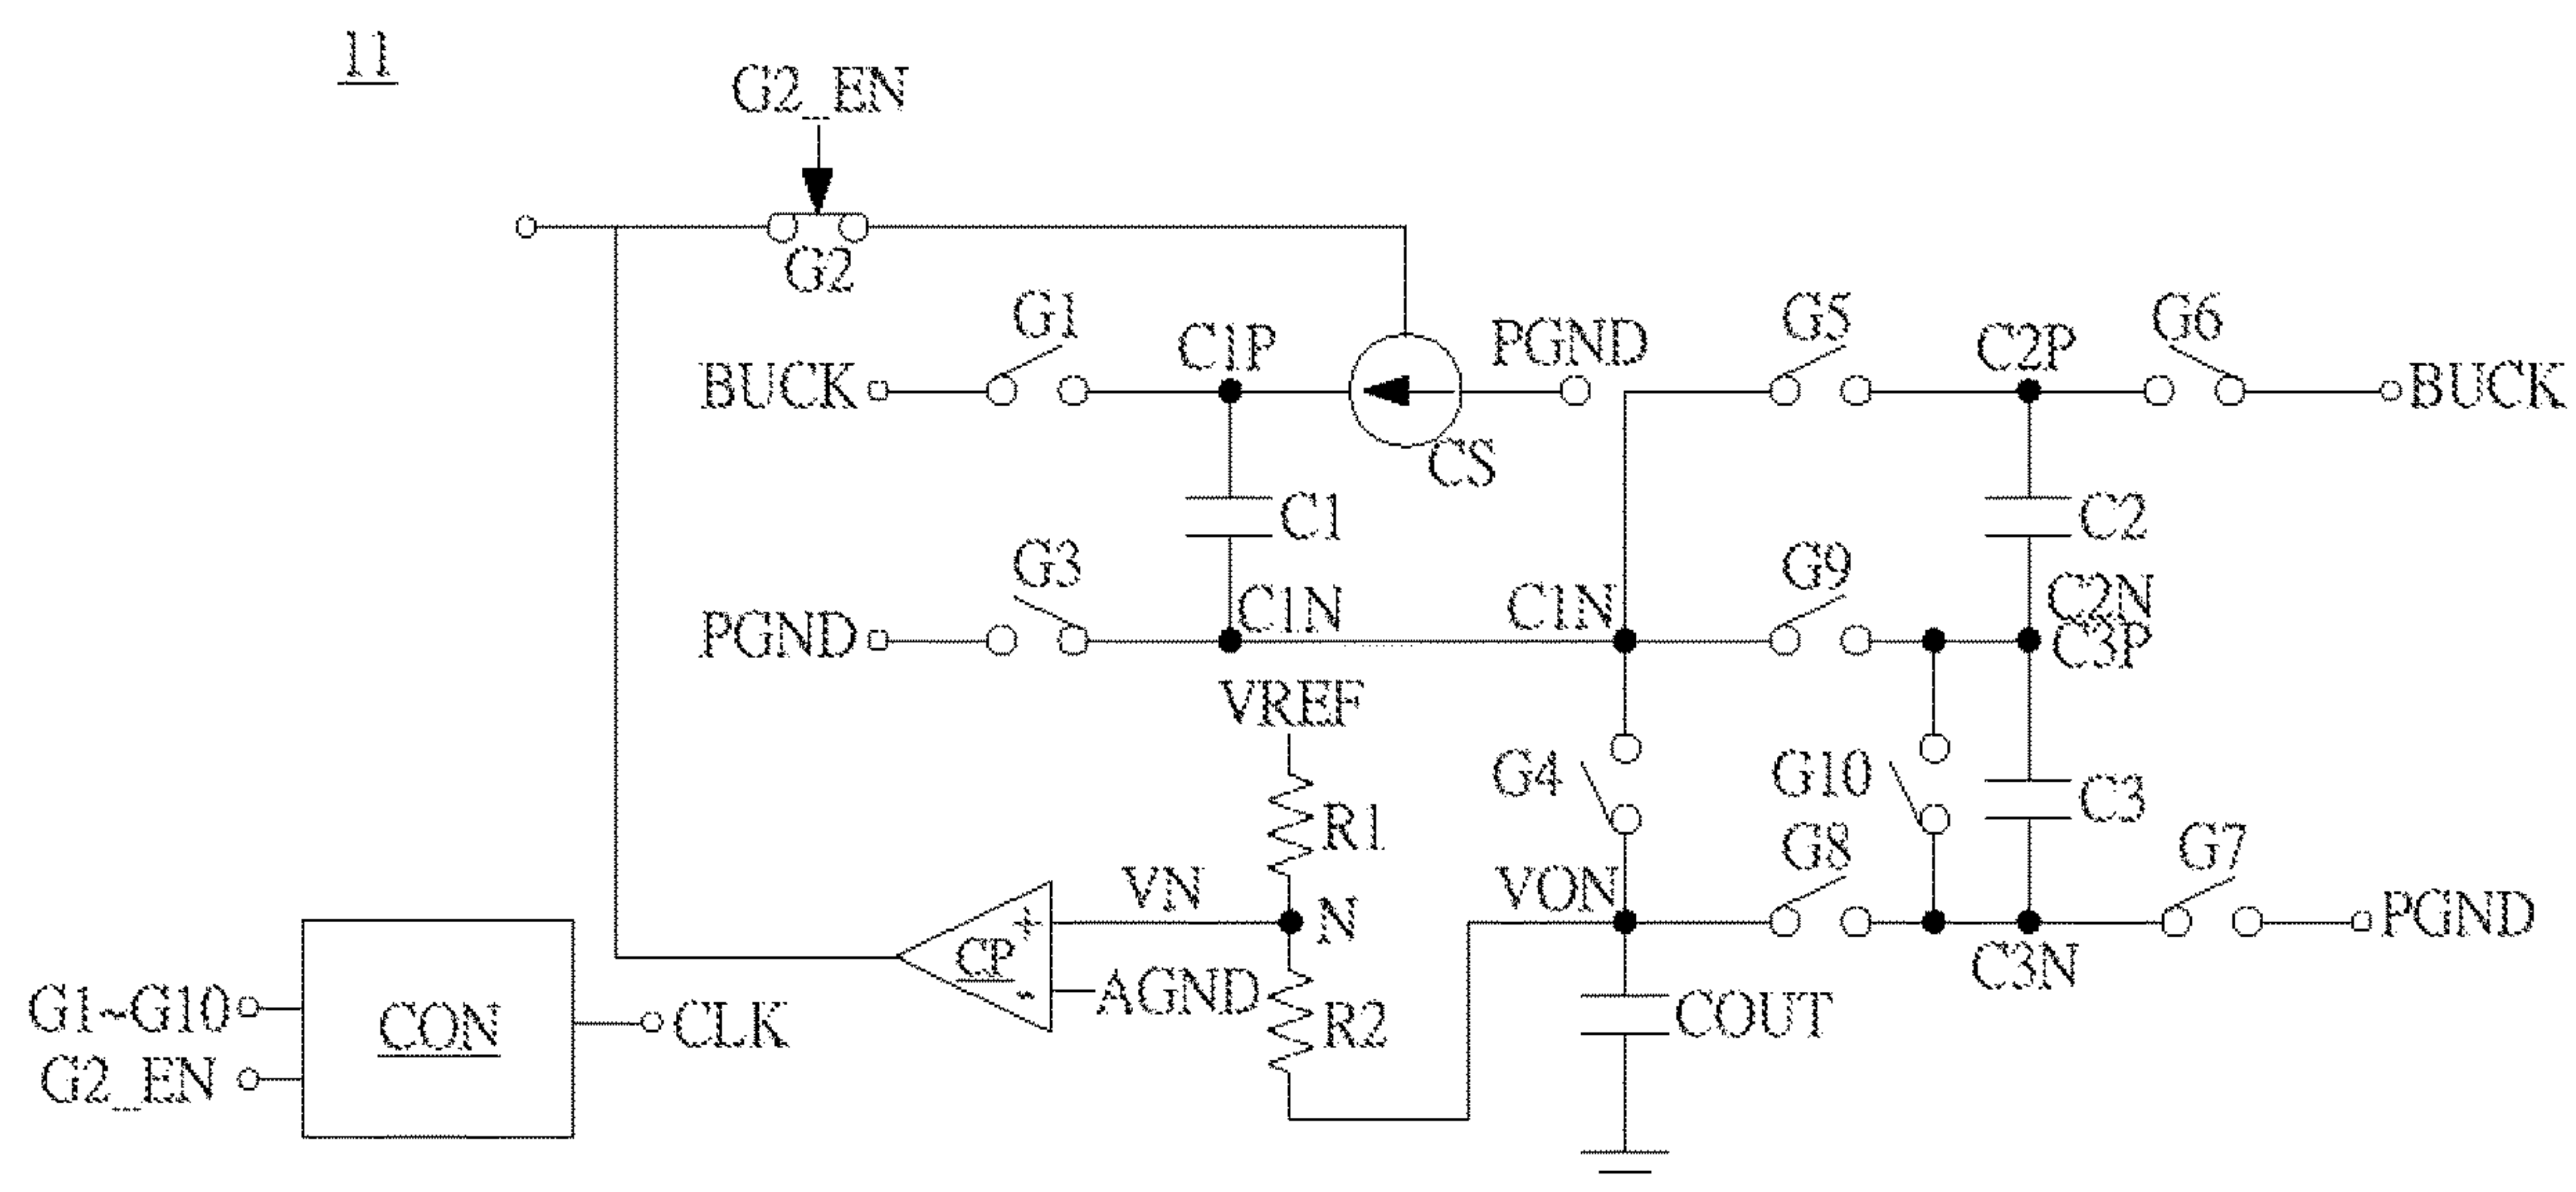 11
G2_EN
G2
G1
C1P
PGND
G5
C2P
G6
BUCK
BUCK
CS
C1
C2
G3
G9
C2N
PGND
C1N
C1N
C3P
VREF
G4
G10
C3
R1
G8
G7
VN
N
VON
PGND
CP
+
-
AGND
C3N
G1~G10
CON
CLK
R2
COUT
G2_EN